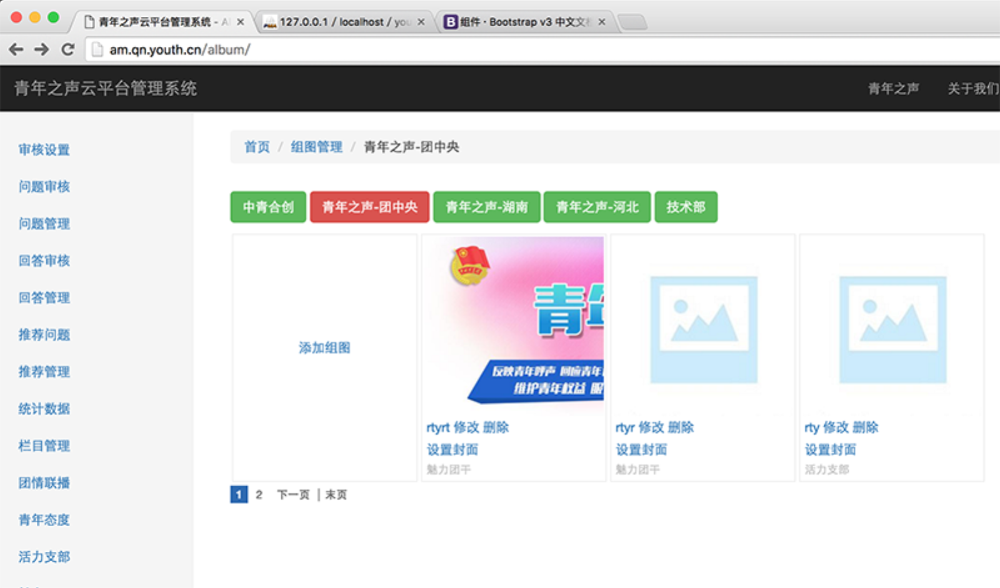 青年之声云平台管理系统 - A
127.0.0.1 / localhost / you
B 组件 · Bootstrap v3 中文文档
am.qn.youth.cn/album/
青年之声云平台管理系统
青年之声 关于我们
审核设置
问题审核
问题管理
回答审核
回答管理
推荐问题
推荐管理
统计数据
栏目管理
团情联播
青年态度
活力支部
首页 / 组图管理 / 青年之声-团中央
中青合创 青年之声-团中央 青年之声-湖南 青年之声-河北 技术部
添加组图
青年
反映青年呼声 回应青年
维护青年权益 服
rtyrt 修改 删除
设置封面
魅力团干
rtyr 修改 删除
设置封面
魅力团干
rty 修改 删除
设置封面
活力支部
1 2 下一页 | 末页